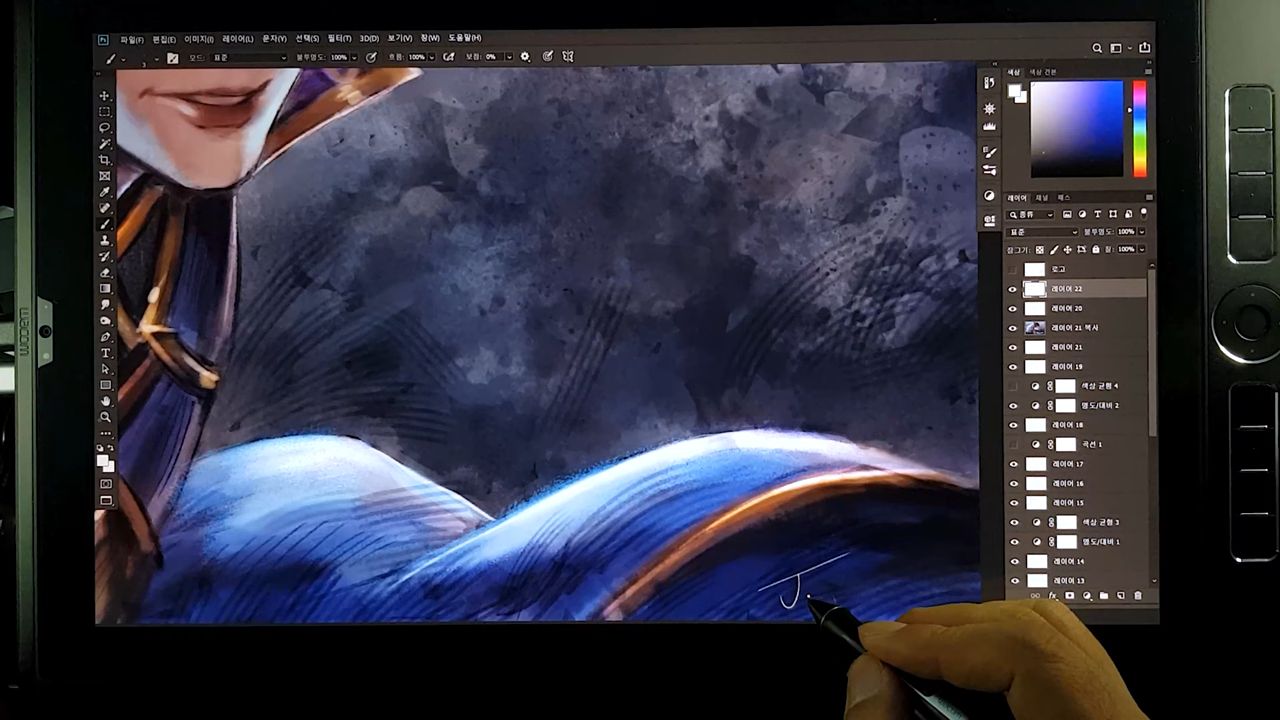 Ps 파일(F) 편집(E) 이미지(I) 레이어(L) 문자(Y) 선택(S) 필터(T) 3D(D) 보기(V) 창(W) 도움말(H)
3 모드: 표준 불투명도: 100% 흐름: 100% 보정: 0%
색상 색상 견본
레이어 채널 패스
종류
표준 불투명도: 100%
잠그기: 칠: 100%
로고
레이어 22
레이어 20
레이어 21 복사
레이어 21
레이어 19
색상 균형 4
명도/대비 2
레이어 18
곡선 1
레이어 17
레이어 16
레이어 15
색상 균형 3
명도/대비 1
레이어 14
레이어 13
fx
J
wacom